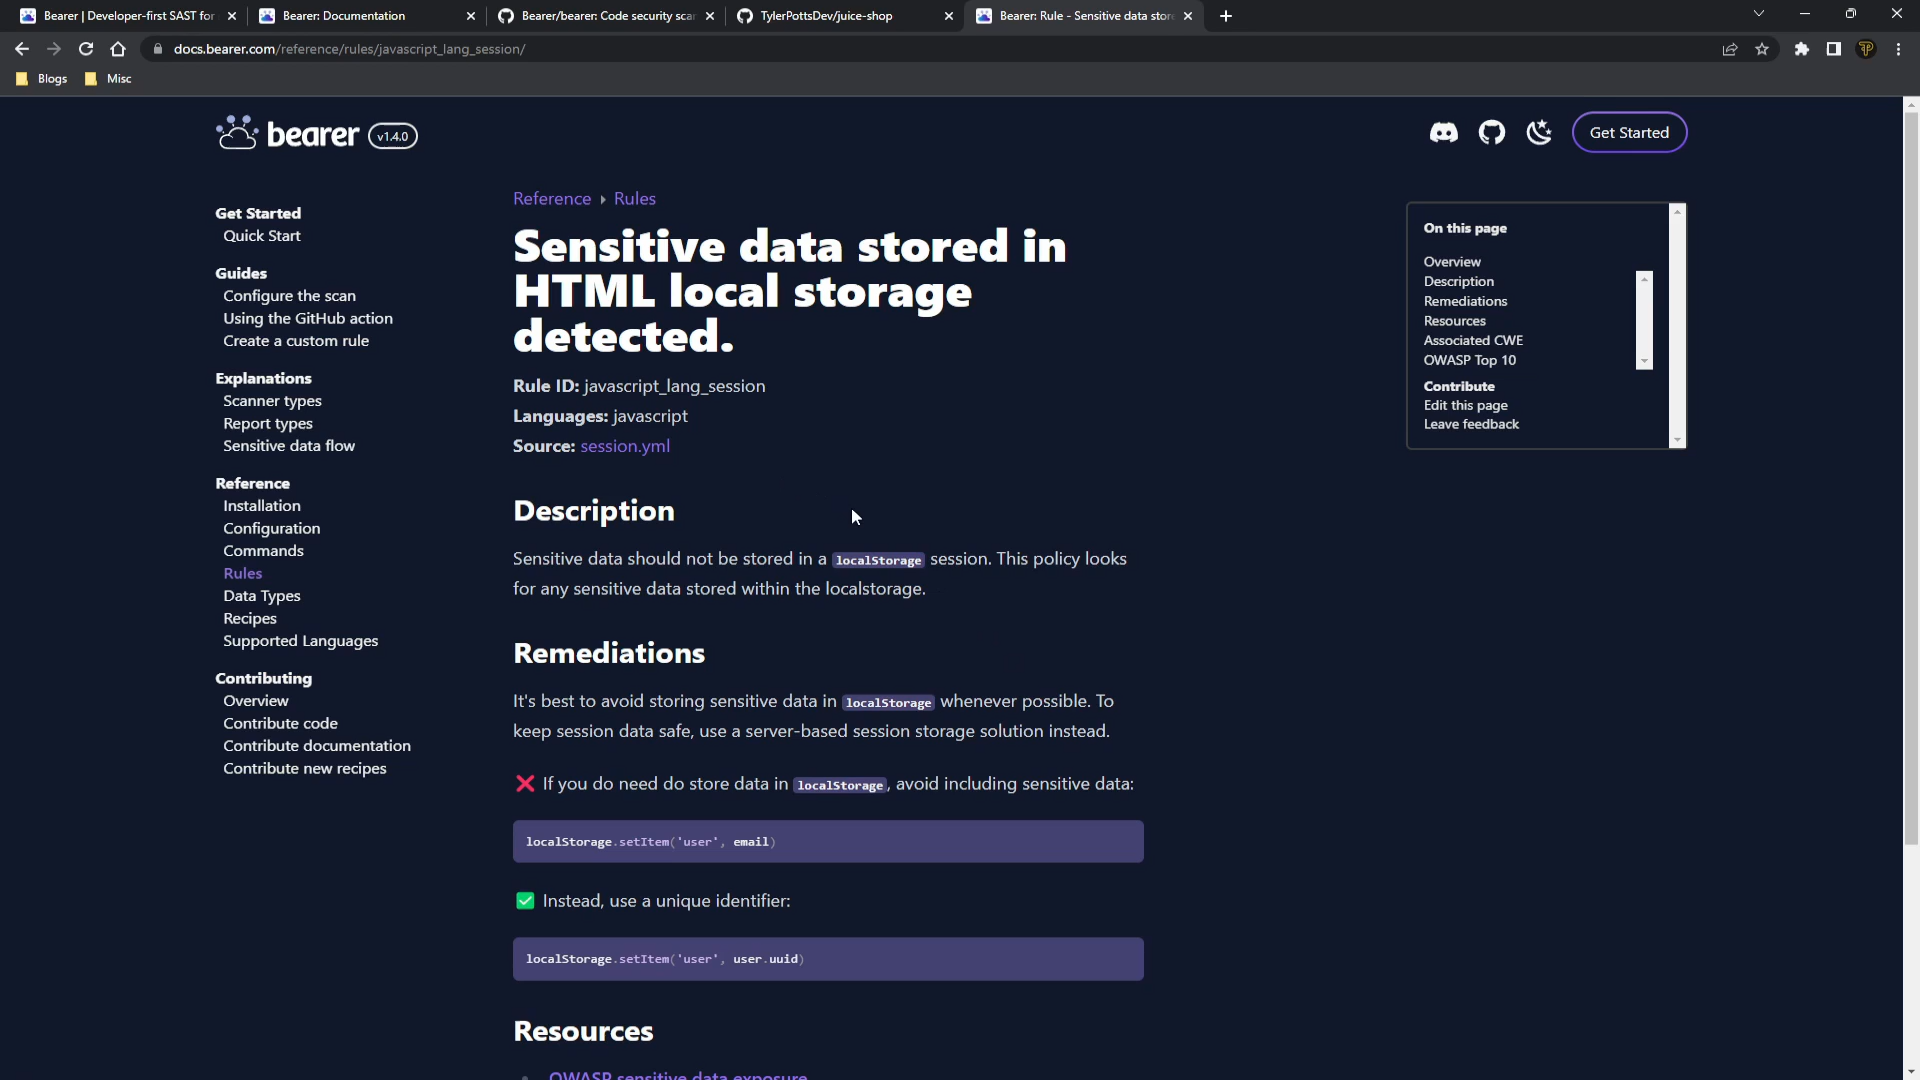 Bearer | Developer-first SAST for
Bearer: Documentation
Bearer/bearer: Code security scan
TylerPottsDev/juice-shop
Bearer: Rule - Sensitive data stor
docs.bearer.com/reference/rules/javascript_lang_session/
Blogs
Misc
bearer v1.4.0
Get Started
Get Started
Quick Start
Guides
Configure the scan
Using the GitHub action
Create a custom rule
Explanations
Scanner types
Report types
Sensitive data flow
Reference
Installation
Configuration
Commands
Rules
Data Types
Recipes
Supported Languages
Contributing
Overview
Contribute code
Contribute documentation
Contribute new recipes
Reference
Rules
Sensitive data stored in
HTML local storage
detected.
Rule ID: javascript_lang_session
Languages: javascript
Source: session.yml
Description
Sensitive data should not be stored in a localStorage session. This policy looks
for any sensitive data stored within the localstorage.
Remediations
It's best to avoid storing sensitive data in localStorage whenever possible. To
keep session data safe, use a server-based session storage solution instead.
❌ If you do need do store data in localStorage, avoid including sensitive data:
localStorage.setItem('user', email)
✅ Instead, use a unique identifier:
localStorage.setItem('user', user.uuid)
Resources
OWASP sensitive data exposure
On this page
Overview
Description
Remediations
Resources
Associated CWE
OWASP Top 10
Contribute
Edit this page
Leave feedback